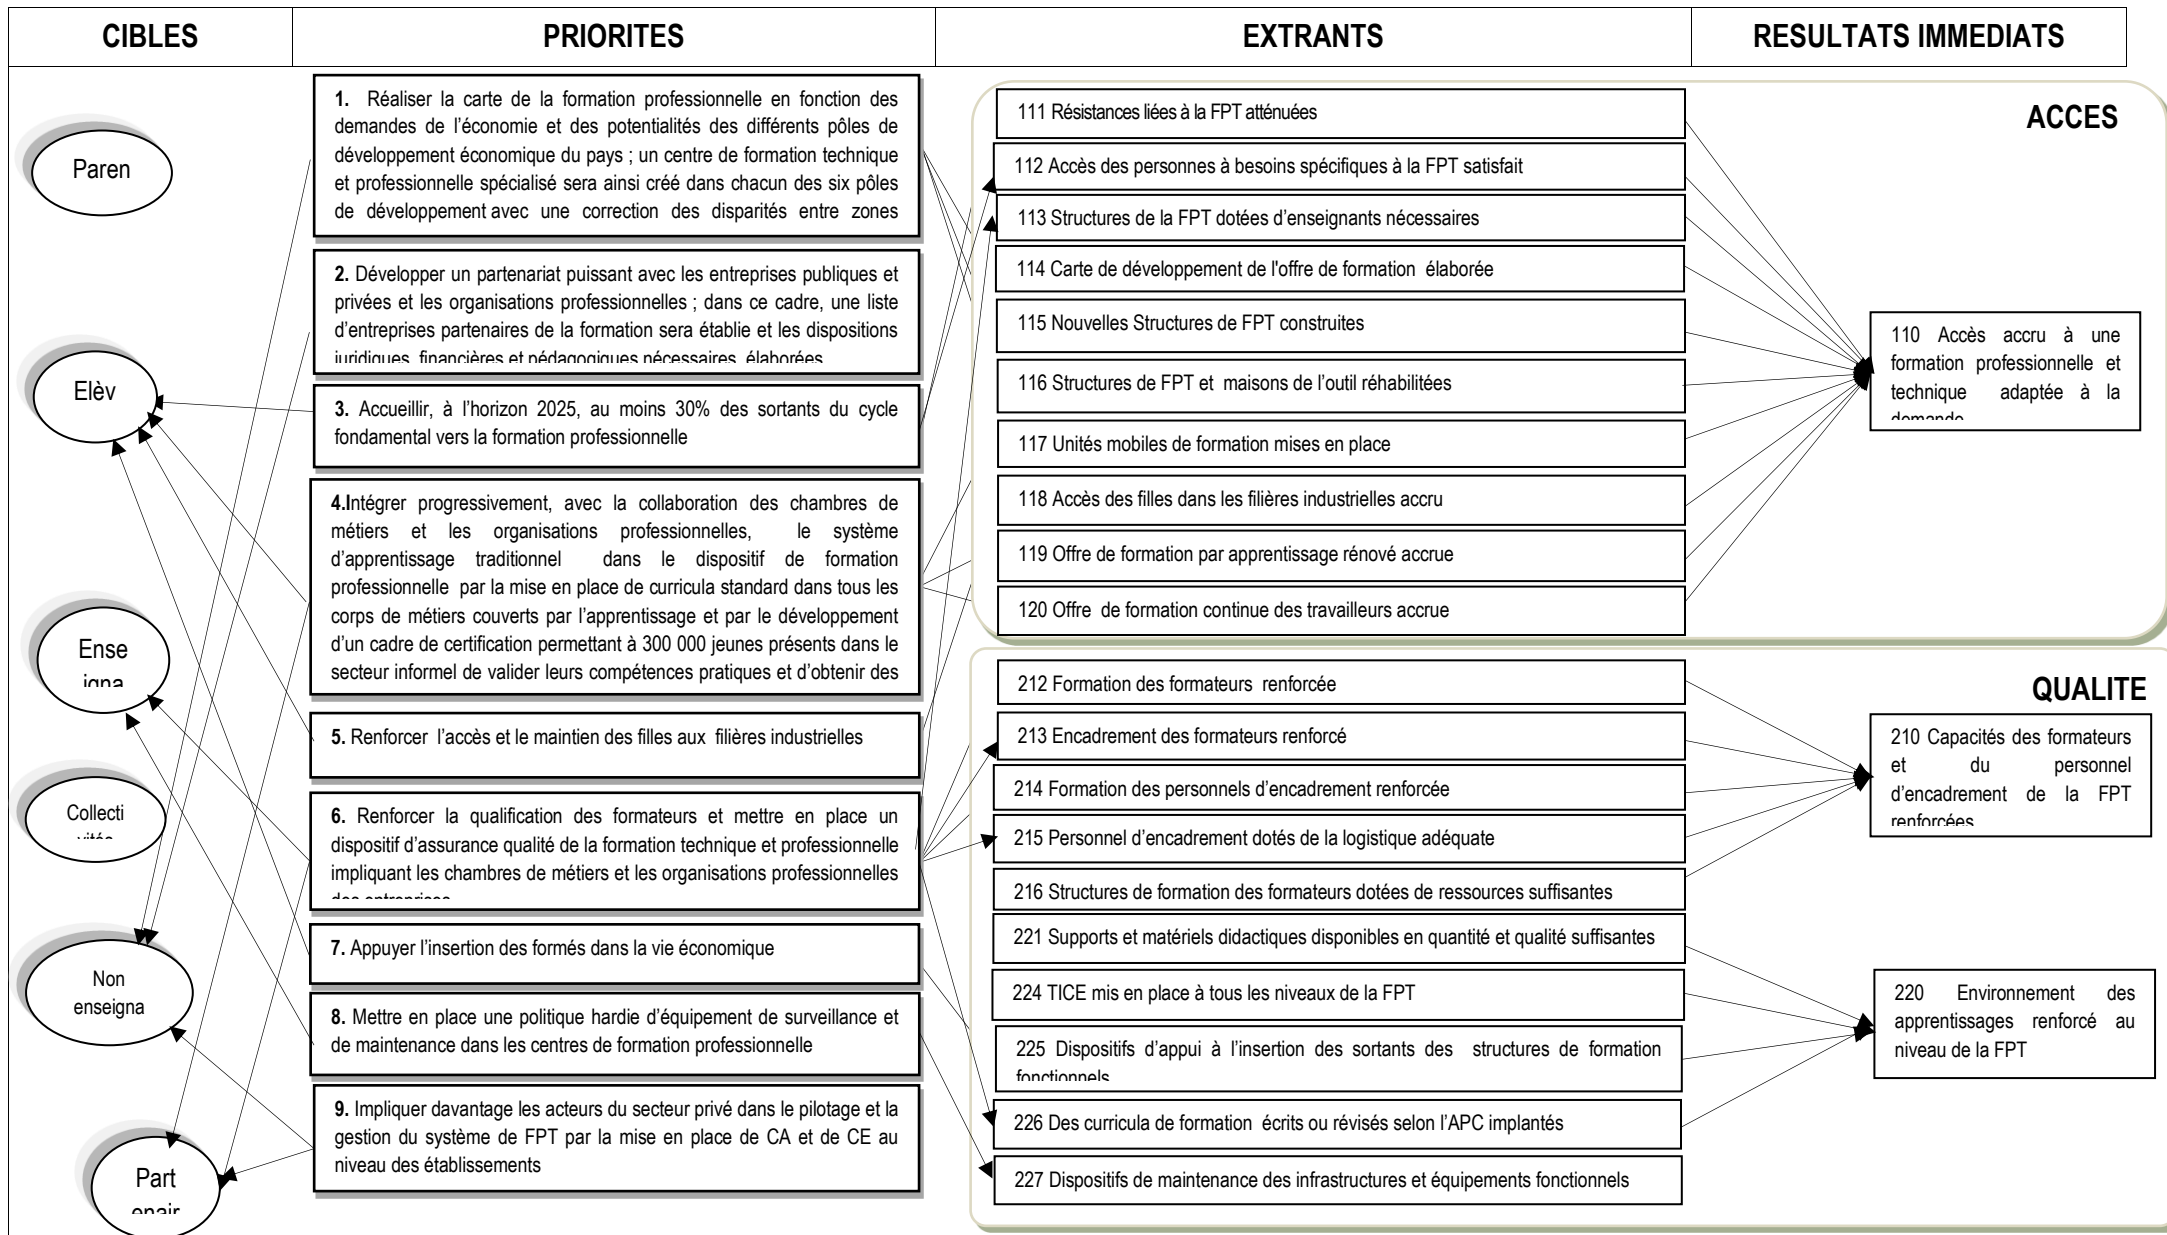 CIBLES
PRIORITES
EXTRANTS
RESULTATS IMMEDIATS
Paren
Elèv
Ense
igna
Collecti
vités
Non
enseigna
Part
enair
1. Réaliser la carte de la formation professionnelle en fonction des
demandes de l’économie et des potentialités des différents pôles de
développement économique du pays ; un centre de formation technique
et professionnelle spécialisé sera ainsi créé dans chacun des six pôles
de développement avec une correction des disparités entre zones
2. Développer un partenariat puissant avec les entreprises publiques et
privées et les organisations professionnelles ; dans ce cadre, une liste
d’entreprises partenaires de la formation sera établie et les dispositions
juridiques, financières et pédagogiques nécessaires, élaborées
3. Accueillir, à l’horizon 2025, au moins 30% des sortants du cycle
fondamental vers la formation professionnelle
4.Intégrer progressivement, avec la collaboration des chambres de
métiers et les organisations professionnelles, le système
d’apprentissage traditionnel dans le dispositif de formation
professionnelle par la mise en place de curricula standard dans tous les
corps de métiers couverts par l’apprentissage et par le développement
d’un cadre de certification permettant à 300 000 jeunes présents dans le
secteur informel de valider leurs compétences pratiques et d’obtenir des
5. Renforcer l’accès et le maintien des filles aux filières industrielles
6. Renforcer la qualification des formateurs et mettre en place un
dispositif d’assurance qualité de la formation technique et professionnelle
impliquant les chambres de métiers et les organisations professionnelles
des entreprises
7. Appuyer l’insertion des formés dans la vie économique
8. Mettre en place une politique hardie d’équipement de surveillance et
de maintenance dans les centres de formation professionnelle
9. Impliquer davantage les acteurs du secteur privé dans le pilotage et la
gestion du système de FPT par la mise en place de CA et de CE au
niveau des établissements
ACCES
111 Résistances liées à la FPT atténuées
112 Accès des personnes à besoins spécifiques à la FPT satisfait
113 Structures de la FPT dotées d’enseignants nécessaires
114 Carte de développement de l'offre de formation élaborée
115 Nouvelles Structures de FPT construites
116 Structures de FPT et maisons de l’outil réhabilitées
117 Unités mobiles de formation mises en place
118 Accès des filles dans les filières industrielles accru
119 Offre de formation par apprentissage rénové accrue
120 Offre de formation continue des travailleurs accrue
110 Accès accru à une
formation professionnelle et
technique adaptée à la
demande
QUALITE
212 Formation des formateurs renforcée
213 Encadrement des formateurs renforcé
214 Formation des personnels d’encadrement renforcée
215 Personnel d’encadrement dotés de la logistique adéquate
216 Structures de formation des formateurs dotées de ressources suffisantes
221 Supports et matériels didactiques disponibles en quantité et qualité suffisantes
224 TICE mis en place à tous les niveaux de la FPT
225 Dispositifs d’appui à l’insertion des sortants des structures de formation
fonctionnels
226 Des curricula de formation écrits ou révisés selon l’APC implantés
227 Dispositifs de maintenance des infrastructures et équipements fonctionnels
210 Capacités des formateurs
et du personnel
d’encadrement de la FPT
renforcées
220 Environnement des
apprentissages renforcé au
niveau de la FPT